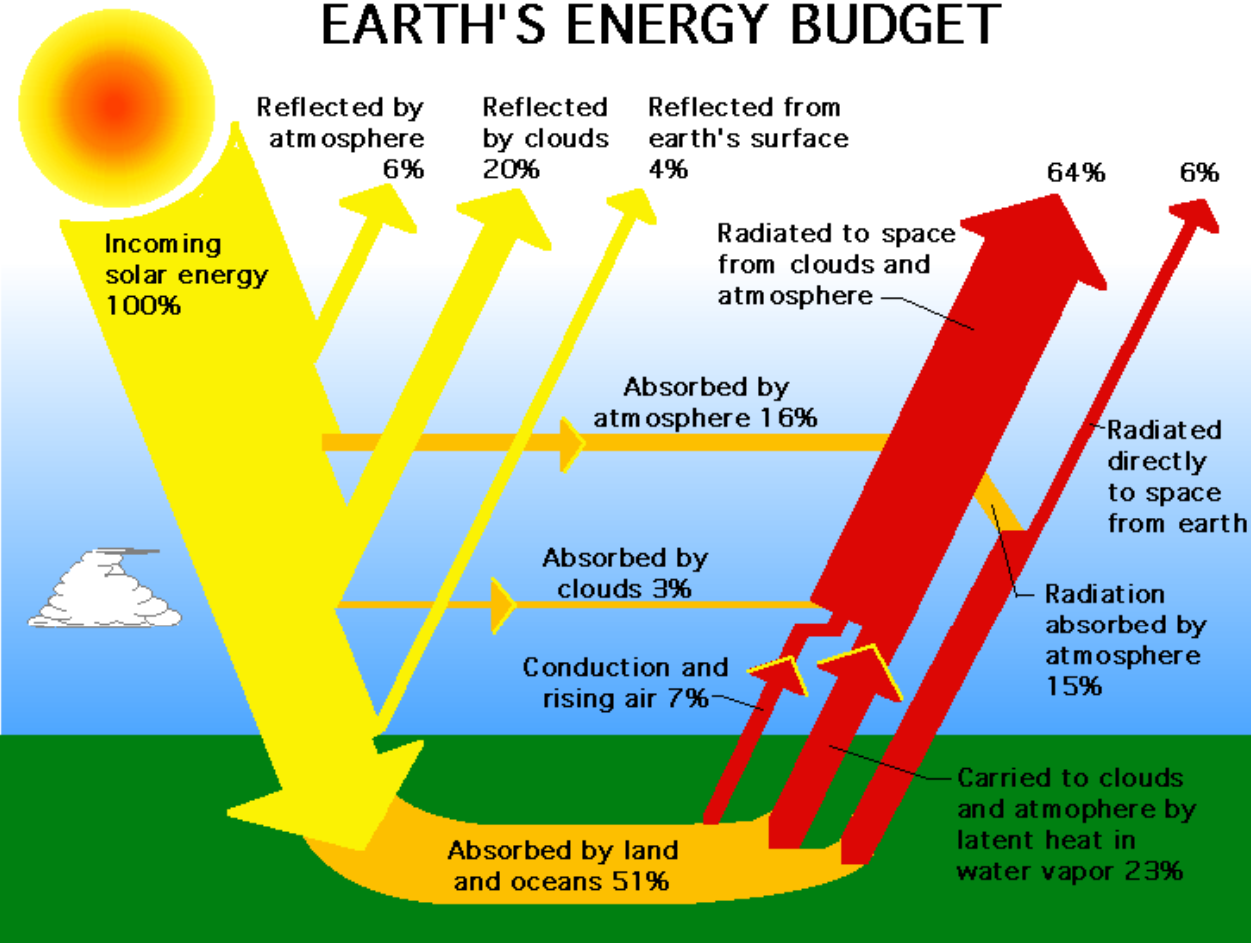 EARTH'S ENERGY BUDGET
Reflected by
atmosphere
6%
Reflected
by clouds
20%
Reflected from
earth's surface
4%
64%
6%
Incoming
solar energy
100%
Radiated to space
from clouds and
atmosphere
Absorbed by
atmosphere 16%
Radiated
directly
to space
from earth
Absorbed by
clouds 3%
Radiation
absorbed by
atmosphere
15%
Conduction and
rising air 7%
Carried to clouds
and atmophere by
latent heat in
water vapor 23%
Absorbed by land
and oceans 51%